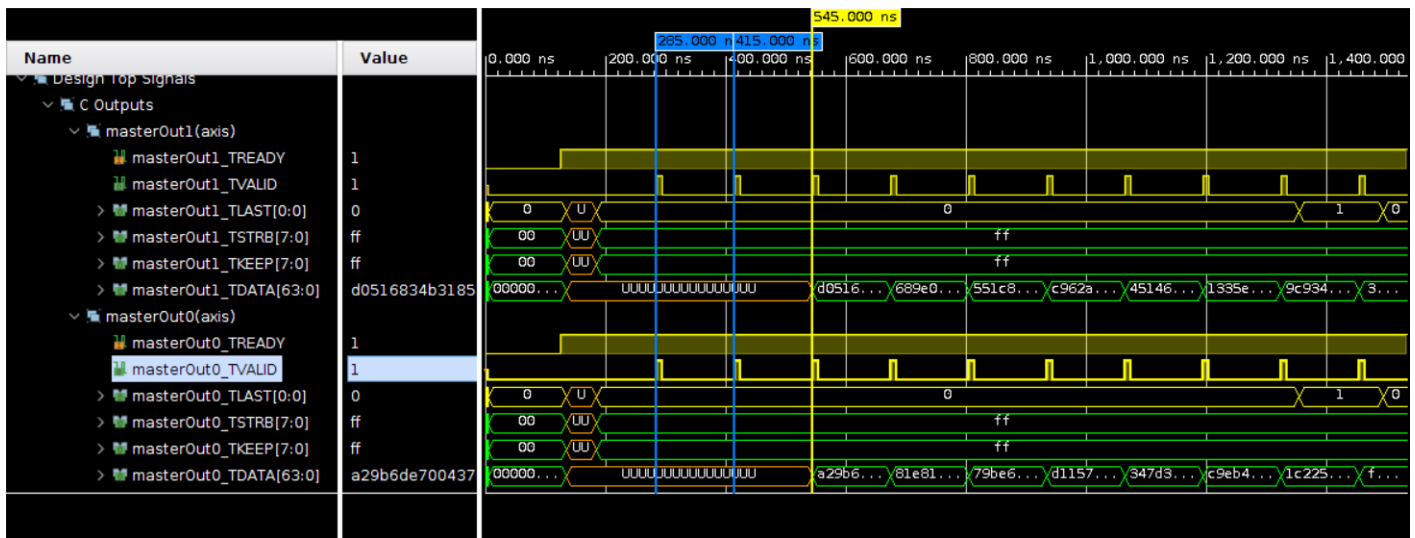 545.000 ns
285.000 n 415.000 ns
Name Value 0.000 ns 200.000 ns 400.000 ns 600.000 ns 800.000 ns 1,000.000 ns 1,200.000 ns 1,400.000
Design Top Signals
C Outputs
masterOut1(axis)
masterOut1_TREADY 1
masterOut1_TVALID 1
masterOut1_TLAST[0:0] 0 0 U 0 1 0
masterOut1_TSTRB[7:0] ff 00 UU ff
masterOut1_TKEEP[7:0] ff 00 UU ff
masterOut1_TDATA[63:0] d0516834b3185 00000... UUUUUUUUUUUUUUUU d0516... 689e0... 551c8... c962a... 45146... 1335e... 9c934... 3...
masterOut0(axis)
masterOut0_TREADY 1
masterOut0_TVALID 1
masterOut0_TLAST[0:0] 0 0 U 0 1 0
masterOut0_TSTRB[7:0] ff 00 UU ff
masterOut0_TKEEP[7:0] ff 00 UU ff
masterOut0_TDATA[63:0] a29b6de700437 00000... UUUUUUUUUUUUUUUU a29b6... 81e81... 79be6... d1157... 347d3... c9eb4... 1c225... f...